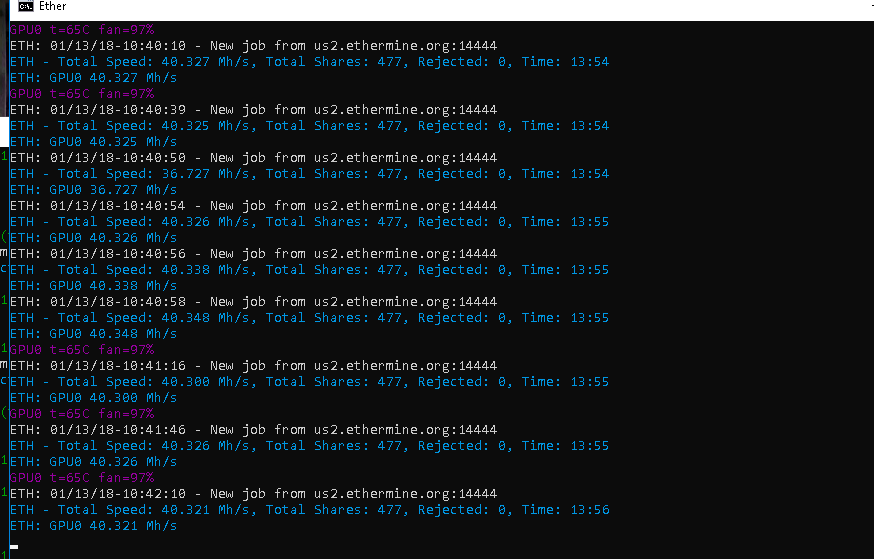 Ether
GPU0 t=65C fan=97%
ETH: 01/13/18-10:40:10 - New job from us2.ethermine.org:14444
ETH - Total Speed: 40.327 Mh/s, Total Shares: 477, Rejected: 0, Time: 13:54
ETH: GPU0 40.327 Mh/s
GPU0 t=65C fan=97%
ETH: 01/13/18-10:40:39 - New job from us2.ethermine.org:14444
ETH - Total Speed: 40.325 Mh/s, Total Shares: 477, Rejected: 0, Time: 13:54
ETH: GPU0 40.325 Mh/s
ETH: 01/13/18-10:40:50 - New job from us2.ethermine.org:14444
ETH - Total Speed: 36.727 Mh/s, Total Shares: 477, Rejected: 0, Time: 13:54
ETH: GPU0 36.727 Mh/s
ETH: 01/13/18-10:40:54 - New job from us2.ethermine.org:14444
ETH - Total Speed: 40.326 Mh/s, Total Shares: 477, Rejected: 0, Time: 13:55
ETH: GPU0 40.326 Mh/s
ETH: 01/13/18-10:40:56 - New job from us2.ethermine.org:14444
ETH - Total Speed: 40.338 Mh/s, Total Shares: 477, Rejected: 0, Time: 13:55
ETH: GPU0 40.338 Mh/s
ETH: 01/13/18-10:40:58 - New job from us2.ethermine.org:14444
ETH - Total Speed: 40.348 Mh/s, Total Shares: 477, Rejected: 0, Time: 13:55
ETH: GPU0 40.348 Mh/s
GPU0 t=65C fan=97%
ETH: 01/13/18-10:41:16 - New job from us2.ethermine.org:14444
ETH - Total Speed: 40.300 Mh/s, Total Shares: 477, Rejected: 0, Time: 13:55
ETH: GPU0 40.300 Mh/s
GPU0 t=65C fan=97%
ETH: 01/13/18-10:41:46 - New job from us2.ethermine.org:14444
ETH - Total Speed: 40.326 Mh/s, Total Shares: 477, Rejected: 0, Time: 13:55
ETH: GPU0 40.326 Mh/s
GPU0 t=65C fan=97%
ETH: 01/13/18-10:42:10 - New job from us2.ethermine.org:14444
ETH - Total Speed: 40.321 Mh/s, Total Shares: 477, Rejected: 0, Time: 13:56
ETH: GPU0 40.321 Mh/s